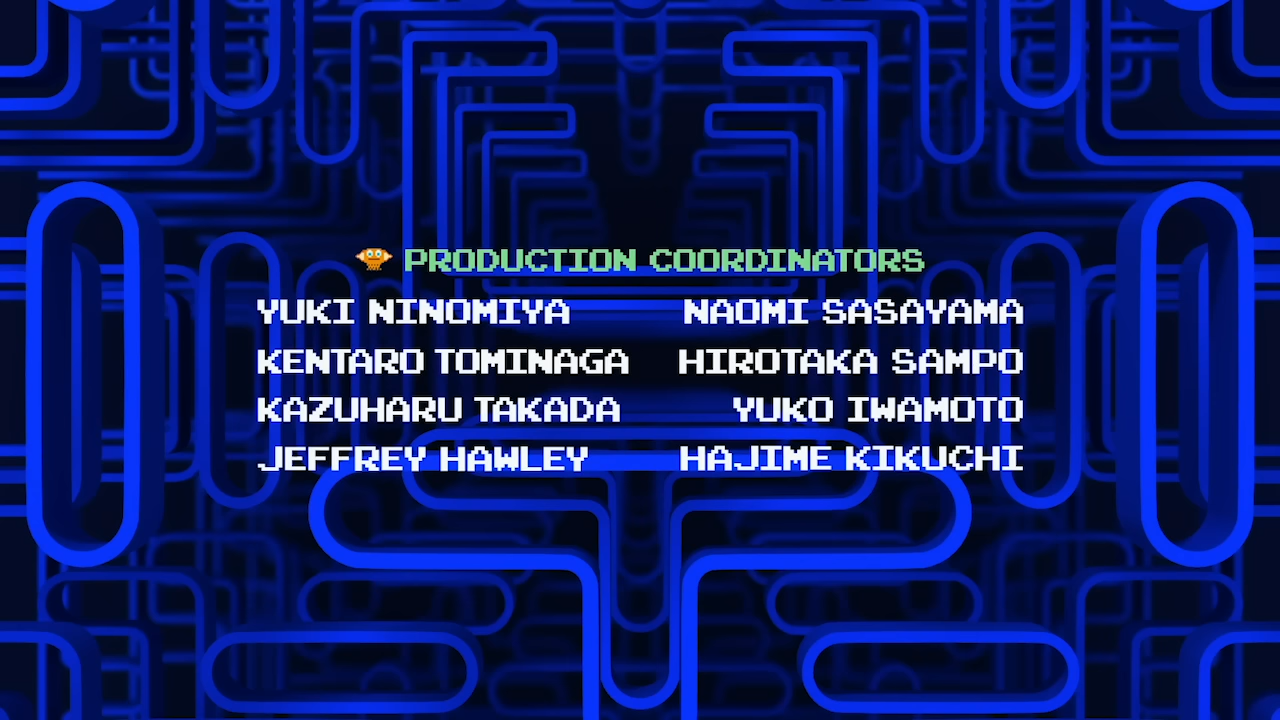 PRODUCTION COORDINATORS
YUKI NINOMIYA NAOMI SASAYAMA
KENTARO TOMINAGA HIROTAKA SAMPO
KAZUHARU TAKADA YUKO IWAMOTO
JEFFREY HAWLEY HAJIME KIKUCHI